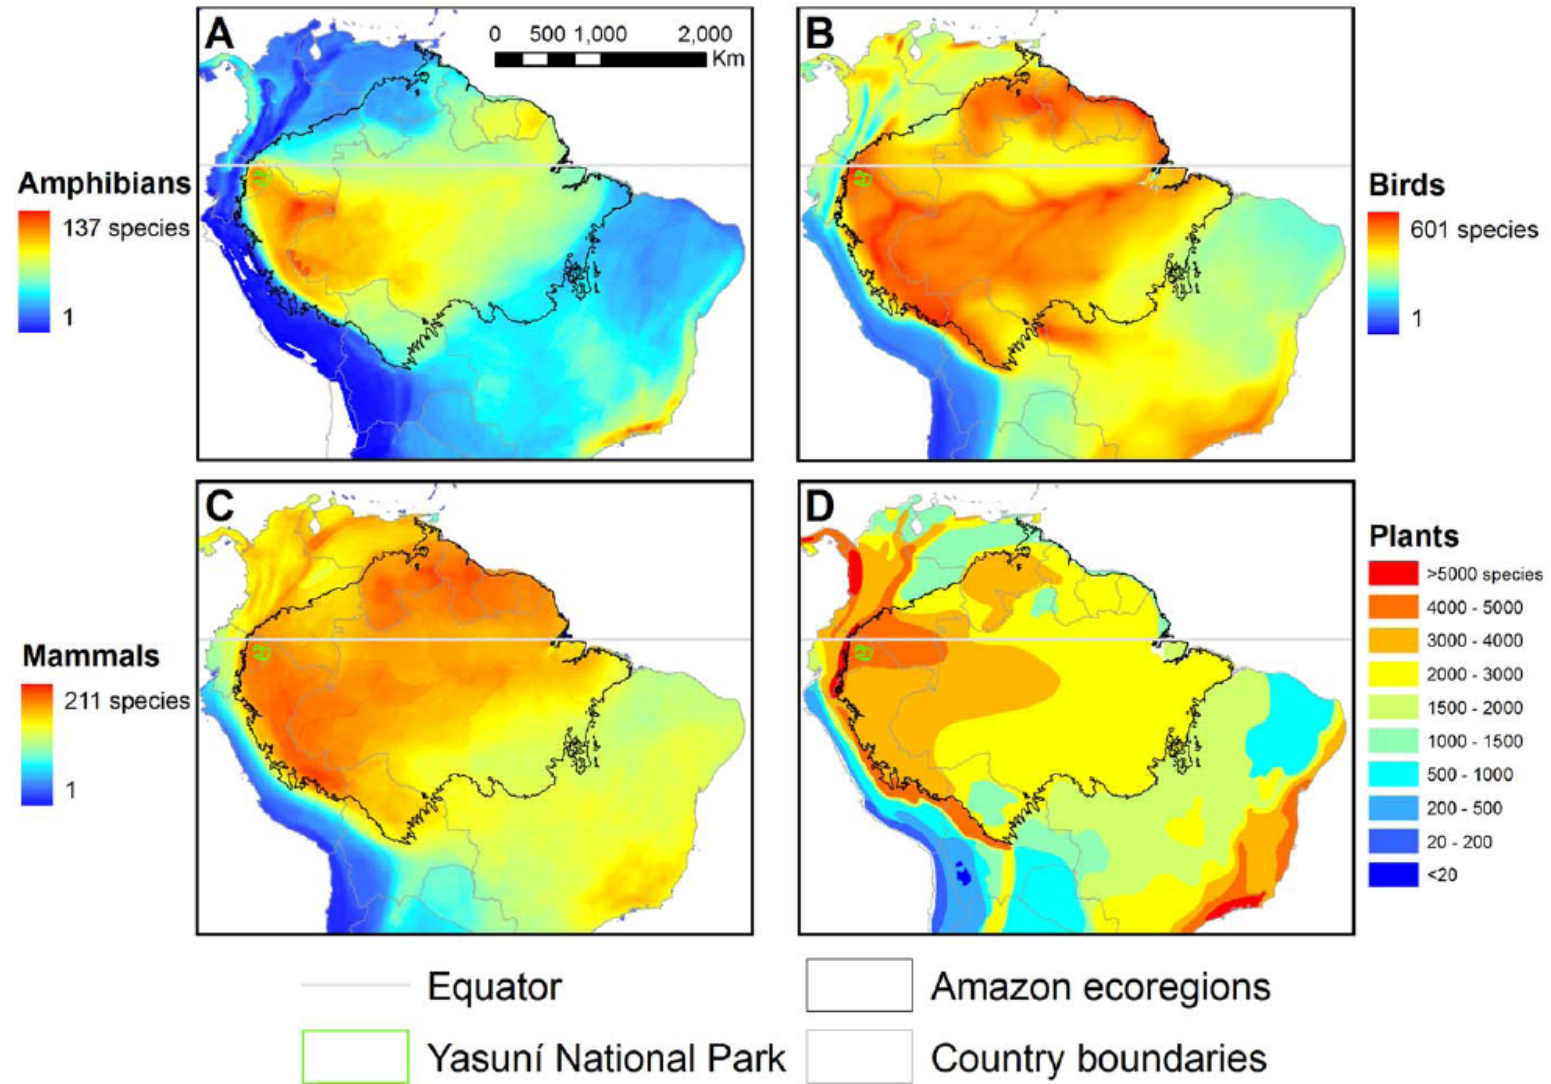 A
0 500 1,000 2,000
Km
B
Amphibians
137 species
1
Birds
601 species
1
C
D
Mammals
211 species
1
Plants
>5000 species
4000 - 5000
3000 - 4000
2000 - 3000
1500 - 2000
1000 - 1500
500 - 1000
200 - 500
20 - 200
<20
Equator
Amazon ecoregions
Yasuní National Park
Country boundaries